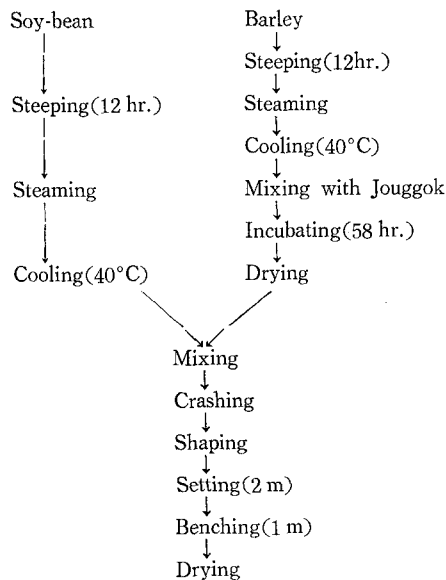 Soy-bean
Steeping(12 hr.)
Steaming
Cooling(40°C)
Barley
Steeping(12hr.)
Steaming
Cooling(40°C)
Mixing with Jouggok
Incubating(58 hr.)
Drying
Mixing
Crashing
Shaping
Setting(2 m)
Benching(1 m)
Drying